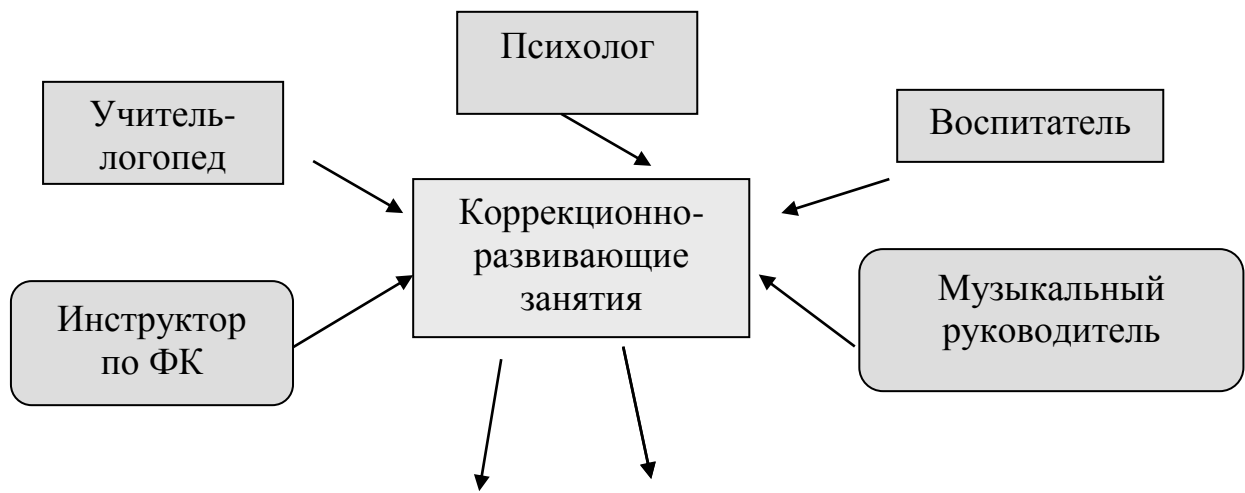 Психолог
Учитель-
логопед
Воспитатель
Коррекционно-
развивающие
занятия
Инструктор
по ФК
Музыкальный
руководитель